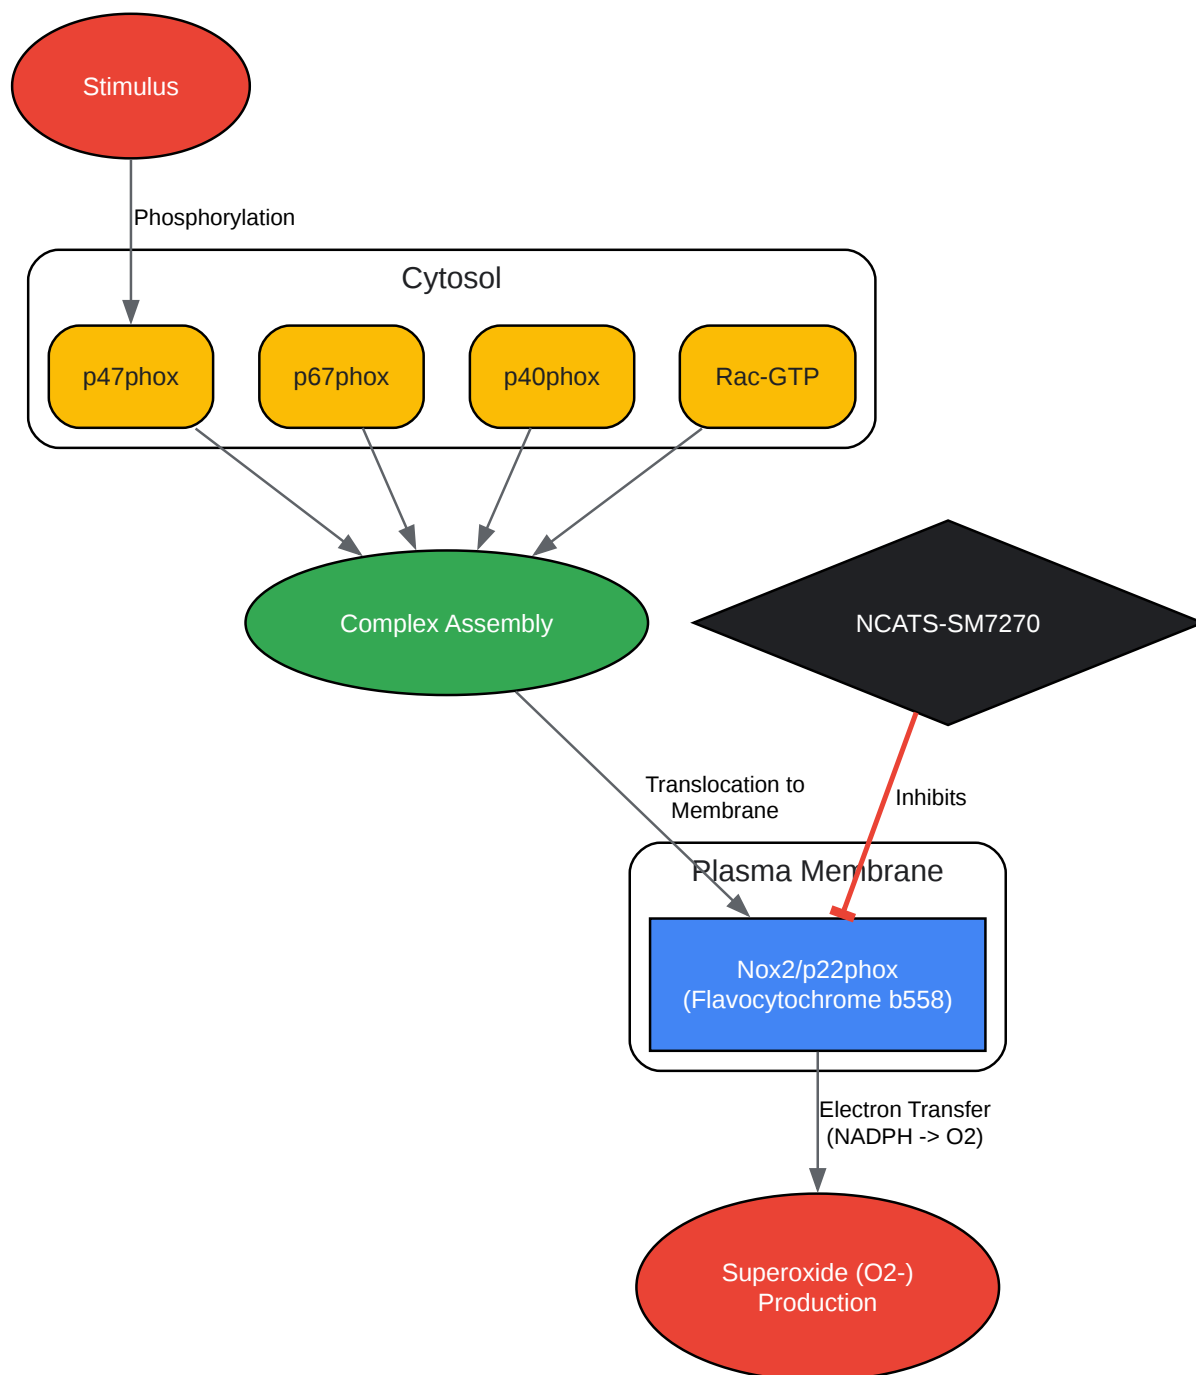 Stimulus
Phosphorylation
Cytosol
p47phox
p67phox
p40phox
Rac-GTP
Complex Assembly
NCATS-SM7270
Translocation to
Membrane
Inhibits
Plasma Membrane
Nox2/p22phox
(Flavocytochrome b558)
Electron Transfer
(NADPH -> O2)
Superoxide (O2-)
Production